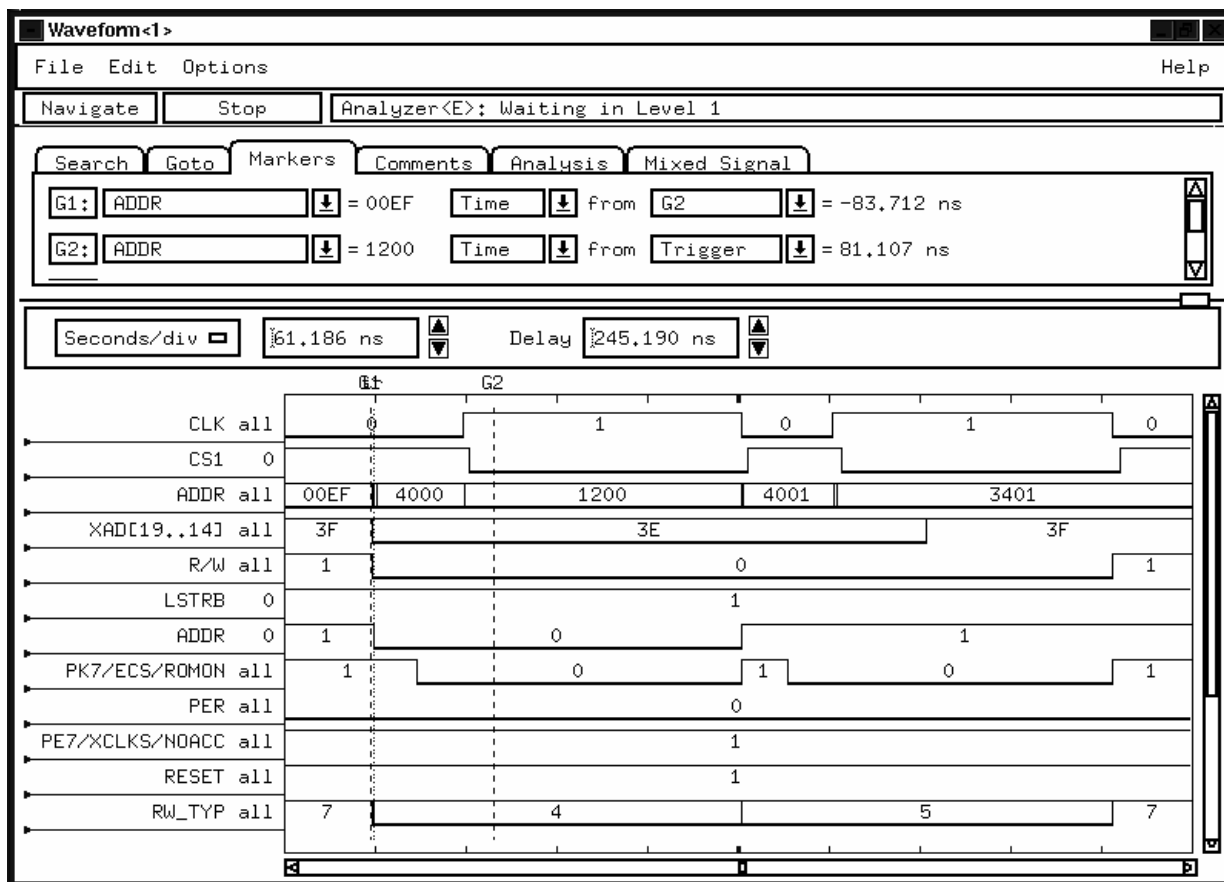 Waveform<1>
File Edit Options Help
Navigate Stop Analyzer<E>: Waiting in Level 1
Search Goto Markers Comments Analysis Mixed Signal
G1: ADDR = 00EF Time from G2 = -83.712 ns
G2: ADDR = 1200 Time from Trigger = 81.107 ns
Seconds/div 61.186 ns Delay 245.190 ns
G1 G2
CLK all 0 1 0 1 0
CS1 0
ADDR all 00EF 4000 1200 4001 3401
XAD[19..14] all 3F 3E 3F
R/W all 1 0 1
LSTRB 0 1
ADDR 0 1 0 1
PK7/ECS/ROMON all 1 0 1 0 1
PER all 0
PE7/XCLKS/NOACC all 1
RESET all 1
RW_TYP all 7 4 5 7